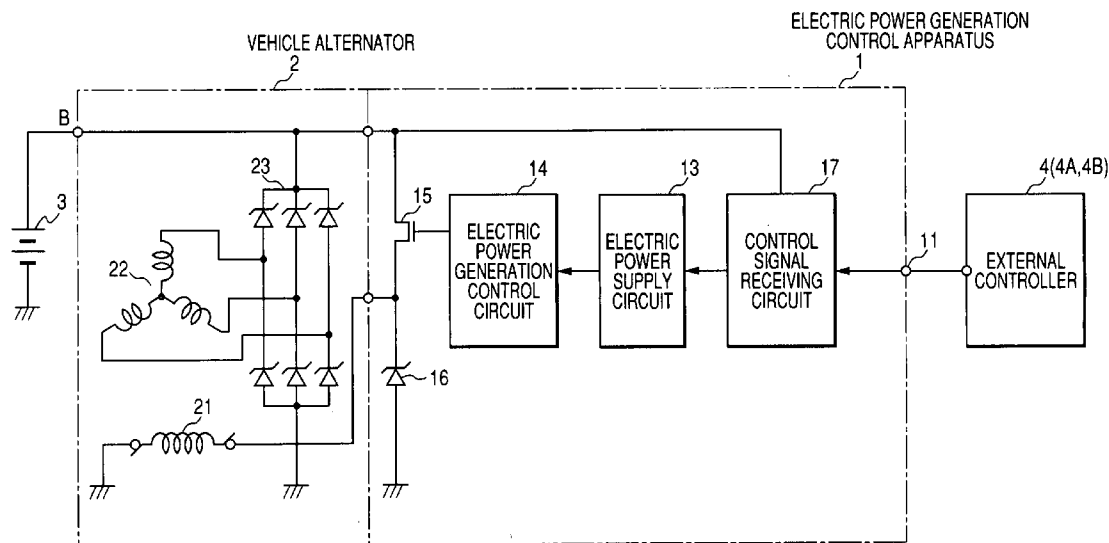 ELECTRIC POWER GENERATION
CONTROL APPARATUS
1
VEHICLE ALTERNATOR
2
B
3
23
15
14
13
17
4(4A,4B)
ELECTRIC
POWER
GENERATION
CONTROL
CIRCUIT
ELECTRIC
POWER
SUPPLY
CIRCUIT
CONTROL
SIGNAL
RECEIVING
CIRCUIT
11
EXTERNAL
CONTROLLER
22
16
21